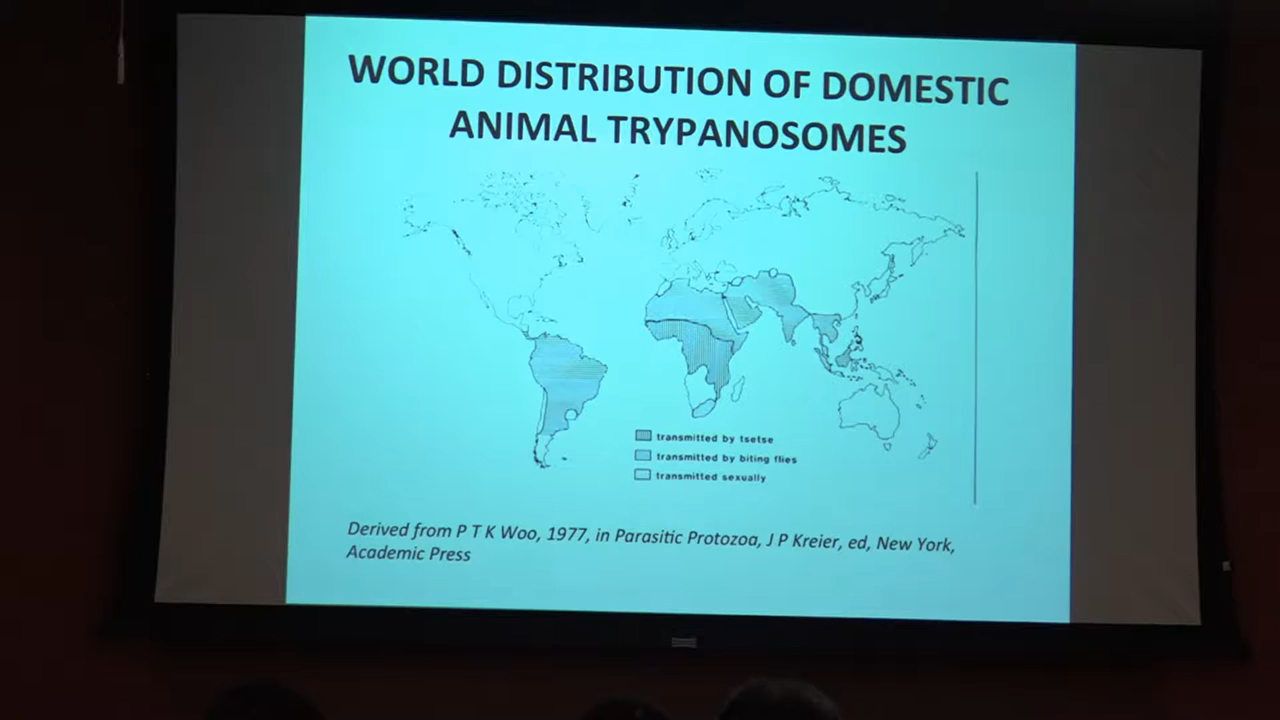 WORLD DISTRIBUTION OF DOMESTIC
ANIMAL TRYPANOSOMES
transmitted by tsetse
transmitted by biting flies
transmitted sexually
Derived from P T K Woo, 1977, in Parasitic Protozoa, J P Kreier, ed, New York,
Academic Press